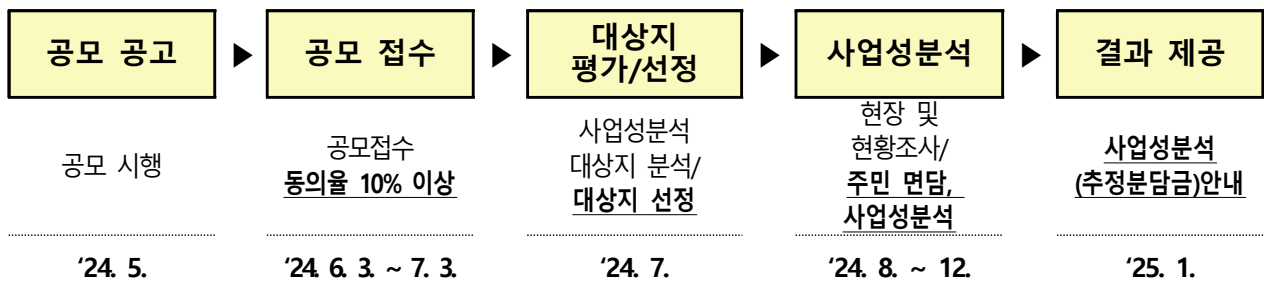 공모 공고 ▶ 공모 접수 ▶ 대상지 평가/선정 ▶ 사업성분석 ▶ 결과 제공
공모 시행
공모접수
동의율 10% 이상
사업성분석
대상지 분석/
대상지 선정
현장 및
현황조사/
주민 면담,
사업성분석
사업성분석
(추정분담금)안내
‘24. 5.
‘24. 6. 3. ~ 7. 3.
‘24. 7.
‘24. 8. ~ 12.
‘25. 1.